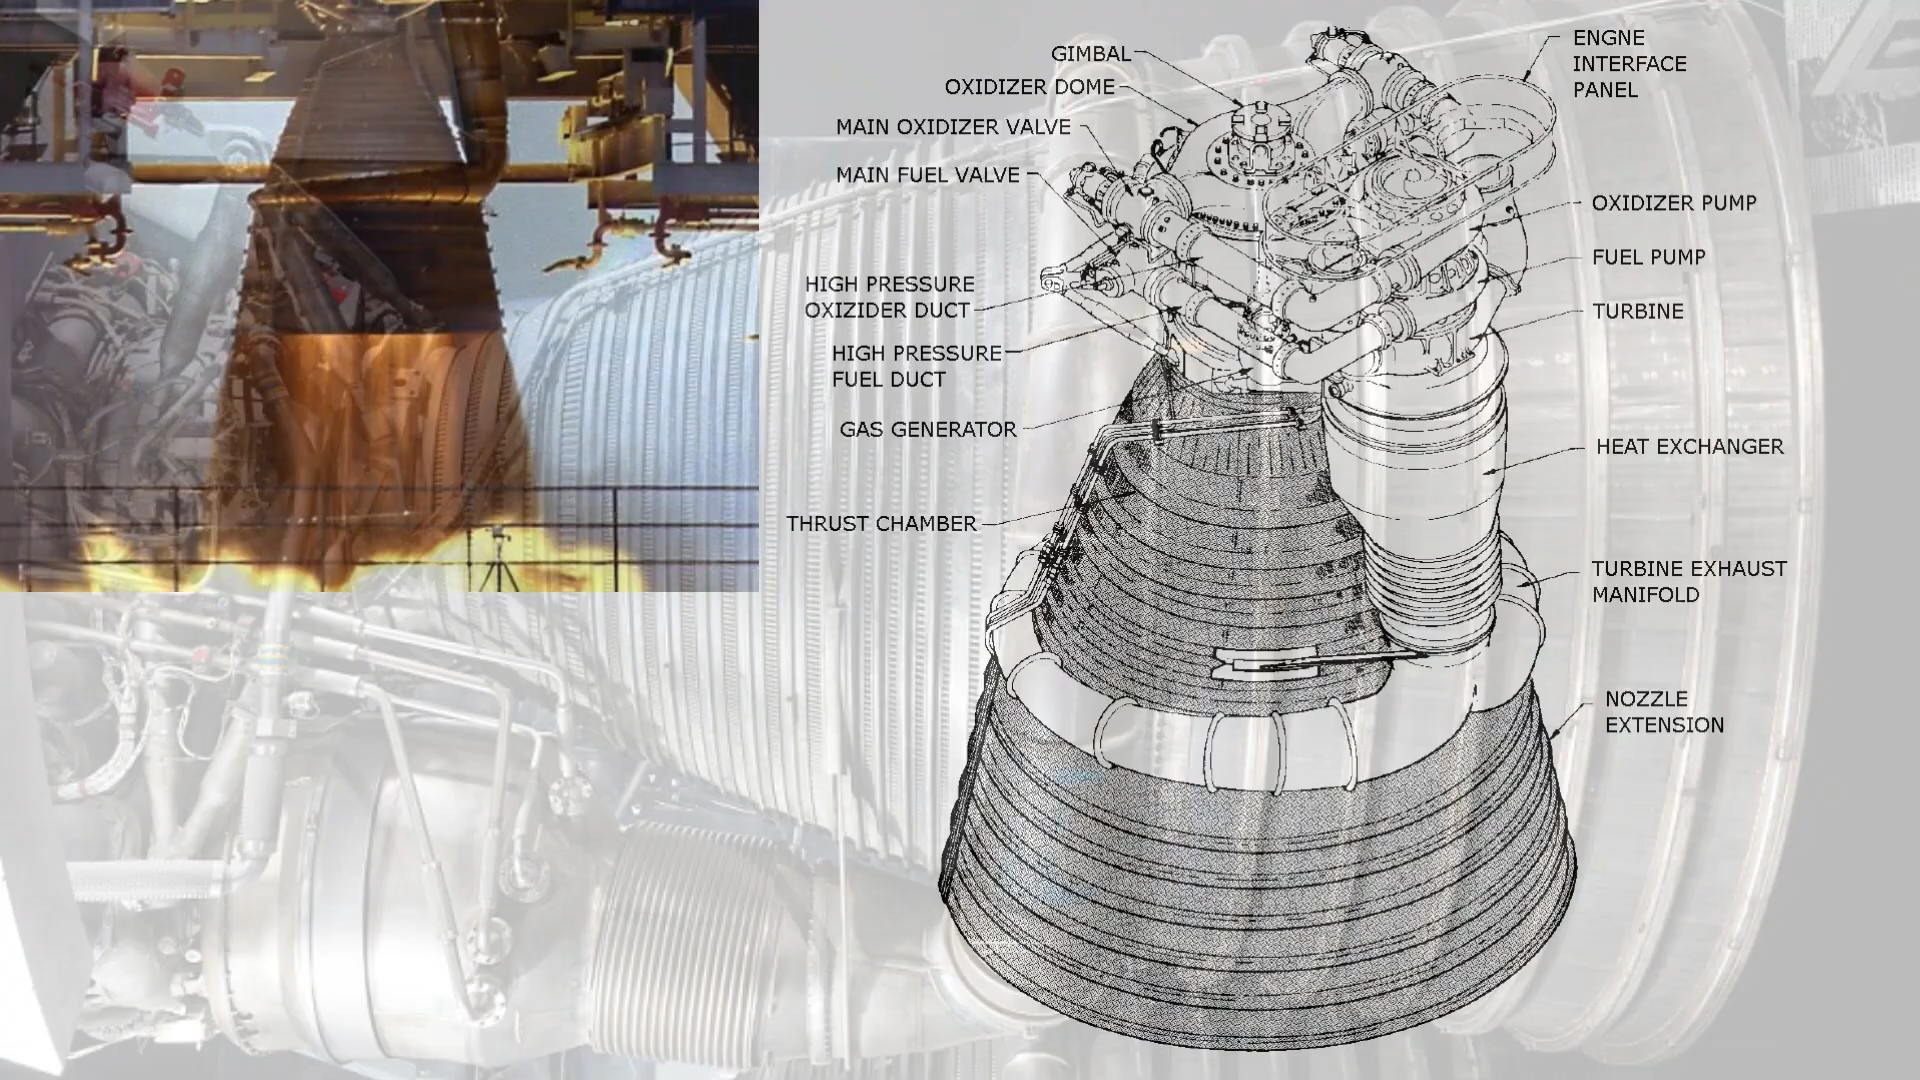 GIMBAL
OXIDIZER DOME
MAIN OXIDIZER VALVE
MAIN FUEL VALVE
HIGH PRESSURE
OXIZIDER DUCT
HIGH PRESSURE
FUEL DUCT
GAS GENERATOR
THRUST CHAMBER
ENGNE
INTERFACE
PANEL
OXIDIZER PUMP
FUEL PUMP
TURBINE
HEAT EXCHANGER
TURBINE EXHAUST
MANIFOLD
NOZZLE
EXTENSION